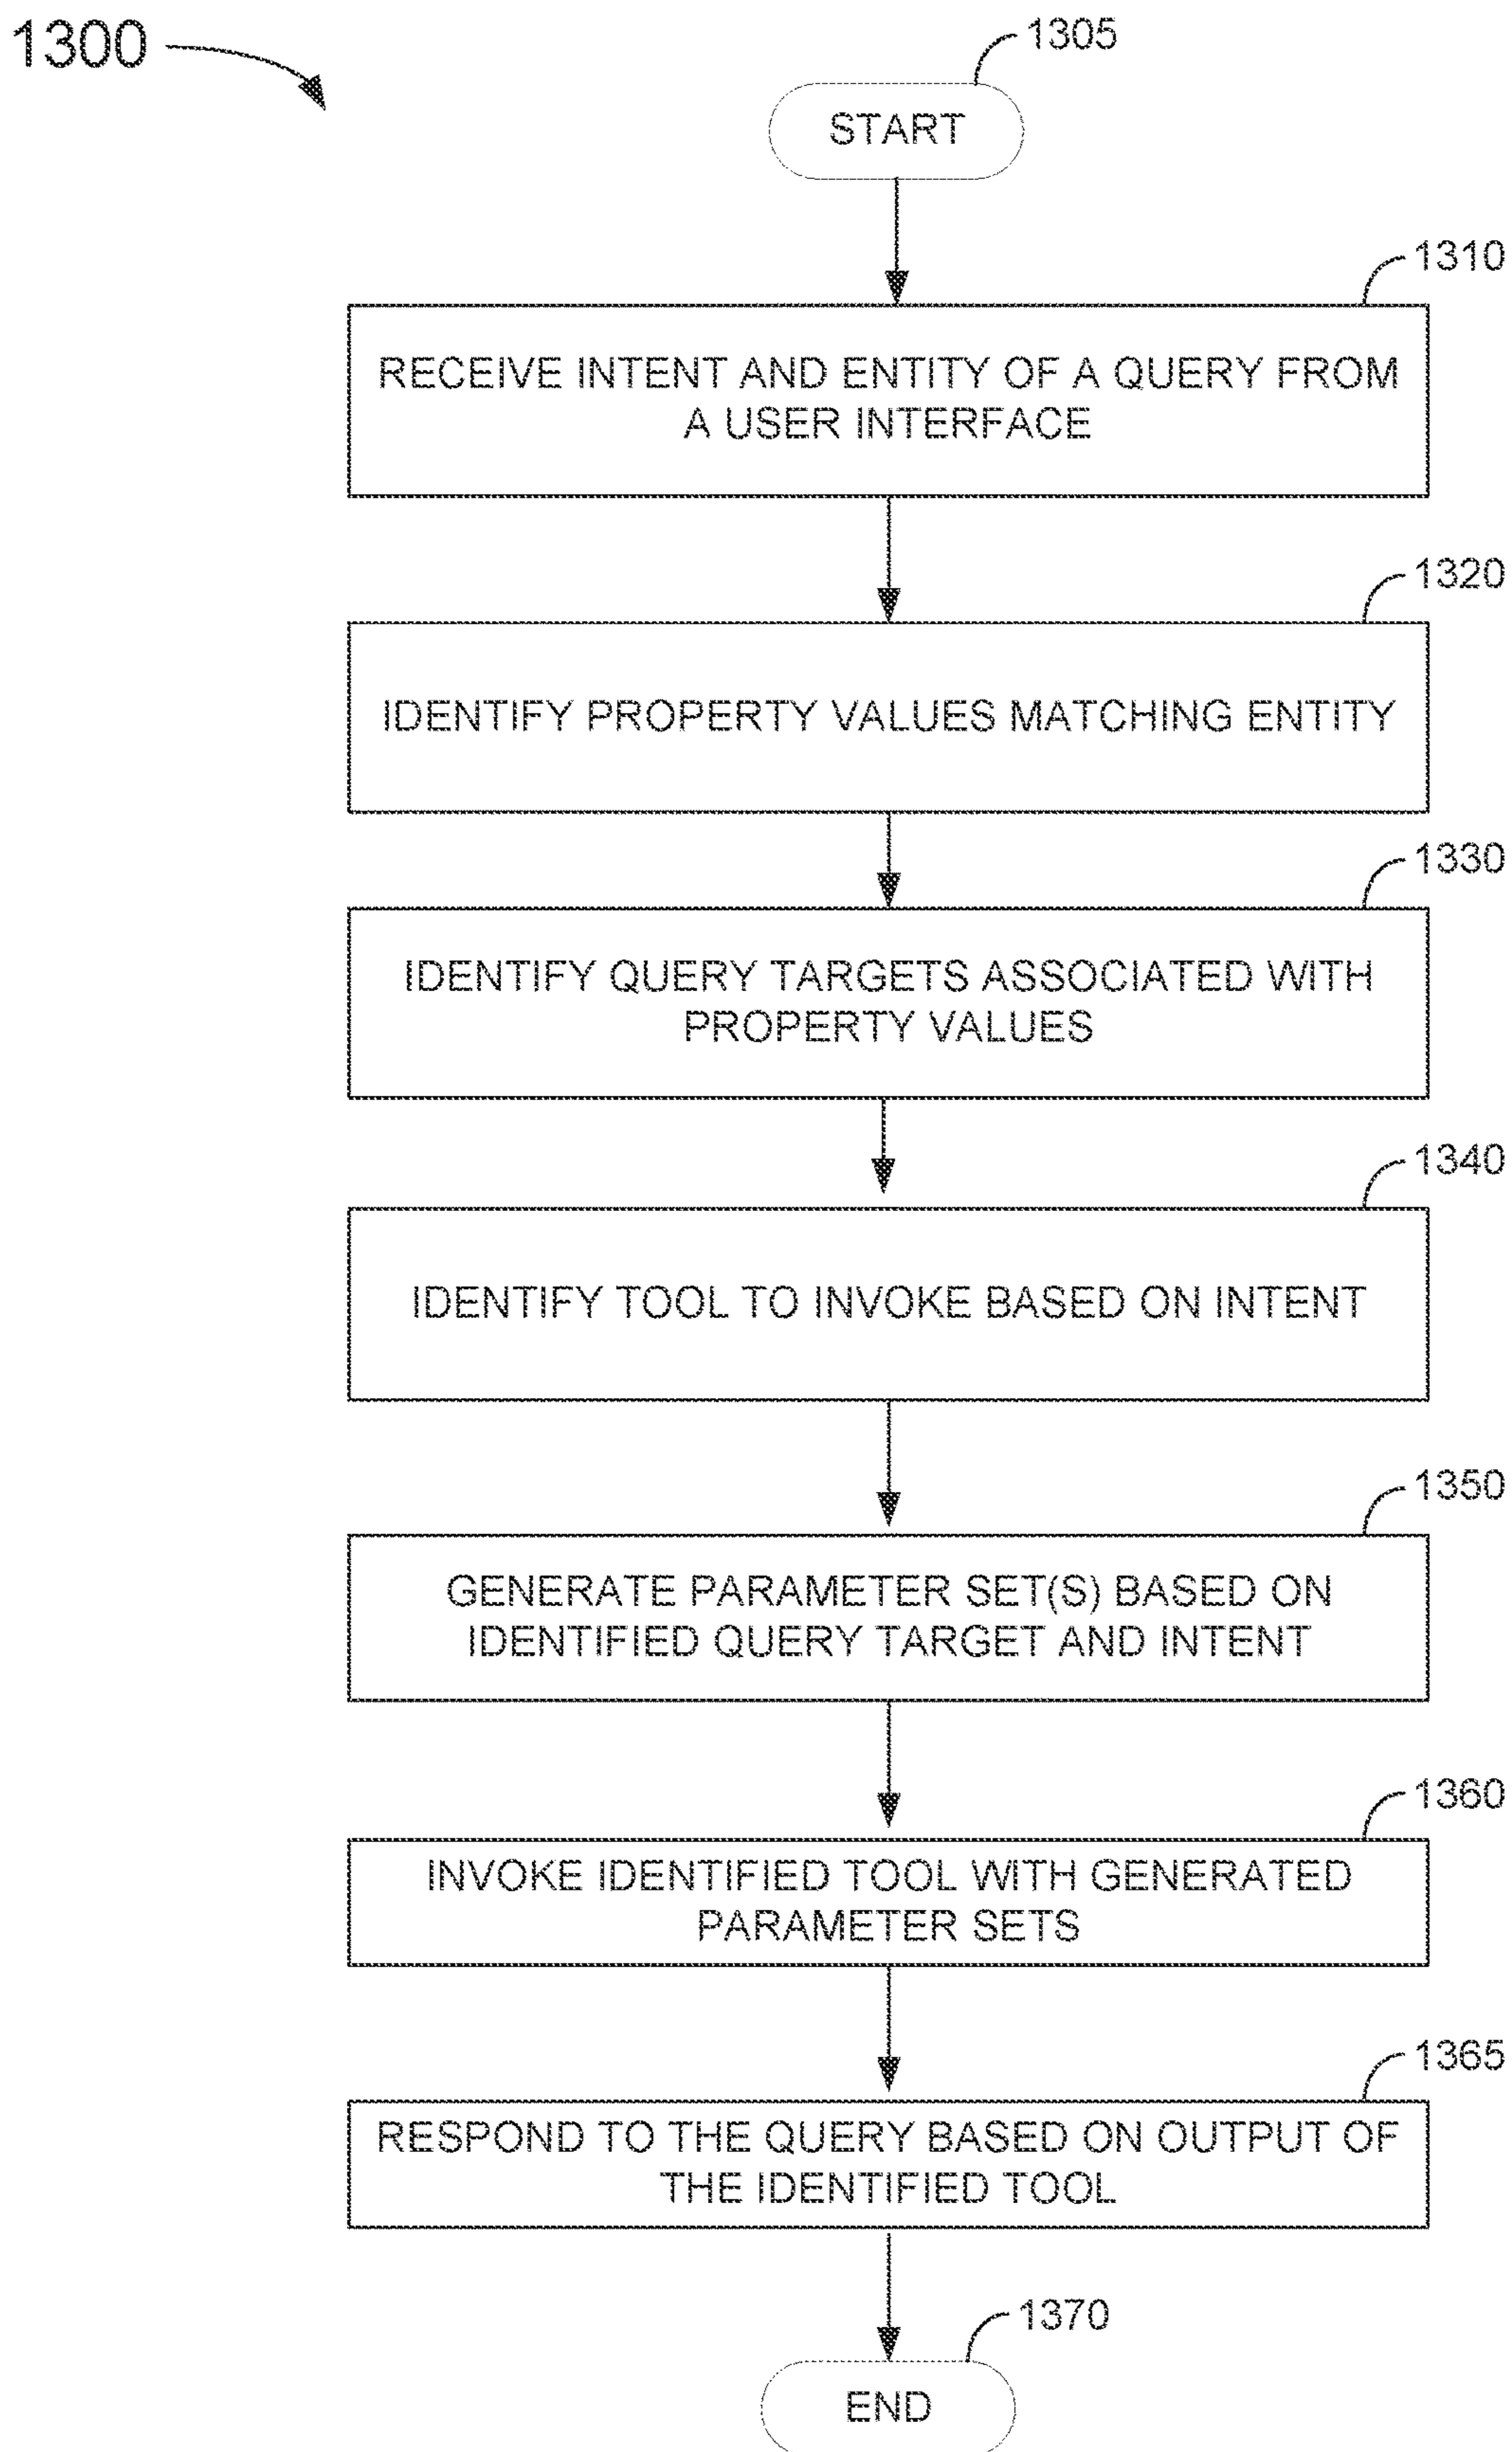 1300
1305
START
1310
RECEIVE INTENT AND ENTITY OF A QUERY FROM
A USER INTERFACE
1320
IDENTIFY PROPERTY VALUES MATCHING ENTITY
1330
IDENTIFY QUERY TARGETS ASSOCIATED WITH
PROPERTY VALUES
1340
IDENTIFY TOOL TO INVOKE BASED ON INTENT
1350
GENERATE PARAMETER SET(S) BASED ON
IDENTIFIED QUERY TARGET AND INTENT
1360
INVOKE IDENTIFIED TOOL WITH GENERATED
PARAMETER SETS
1365
RESPOND TO THE QUERY BASED ON OUTPUT OF
THE IDENTIFIED TOOL
1370
END